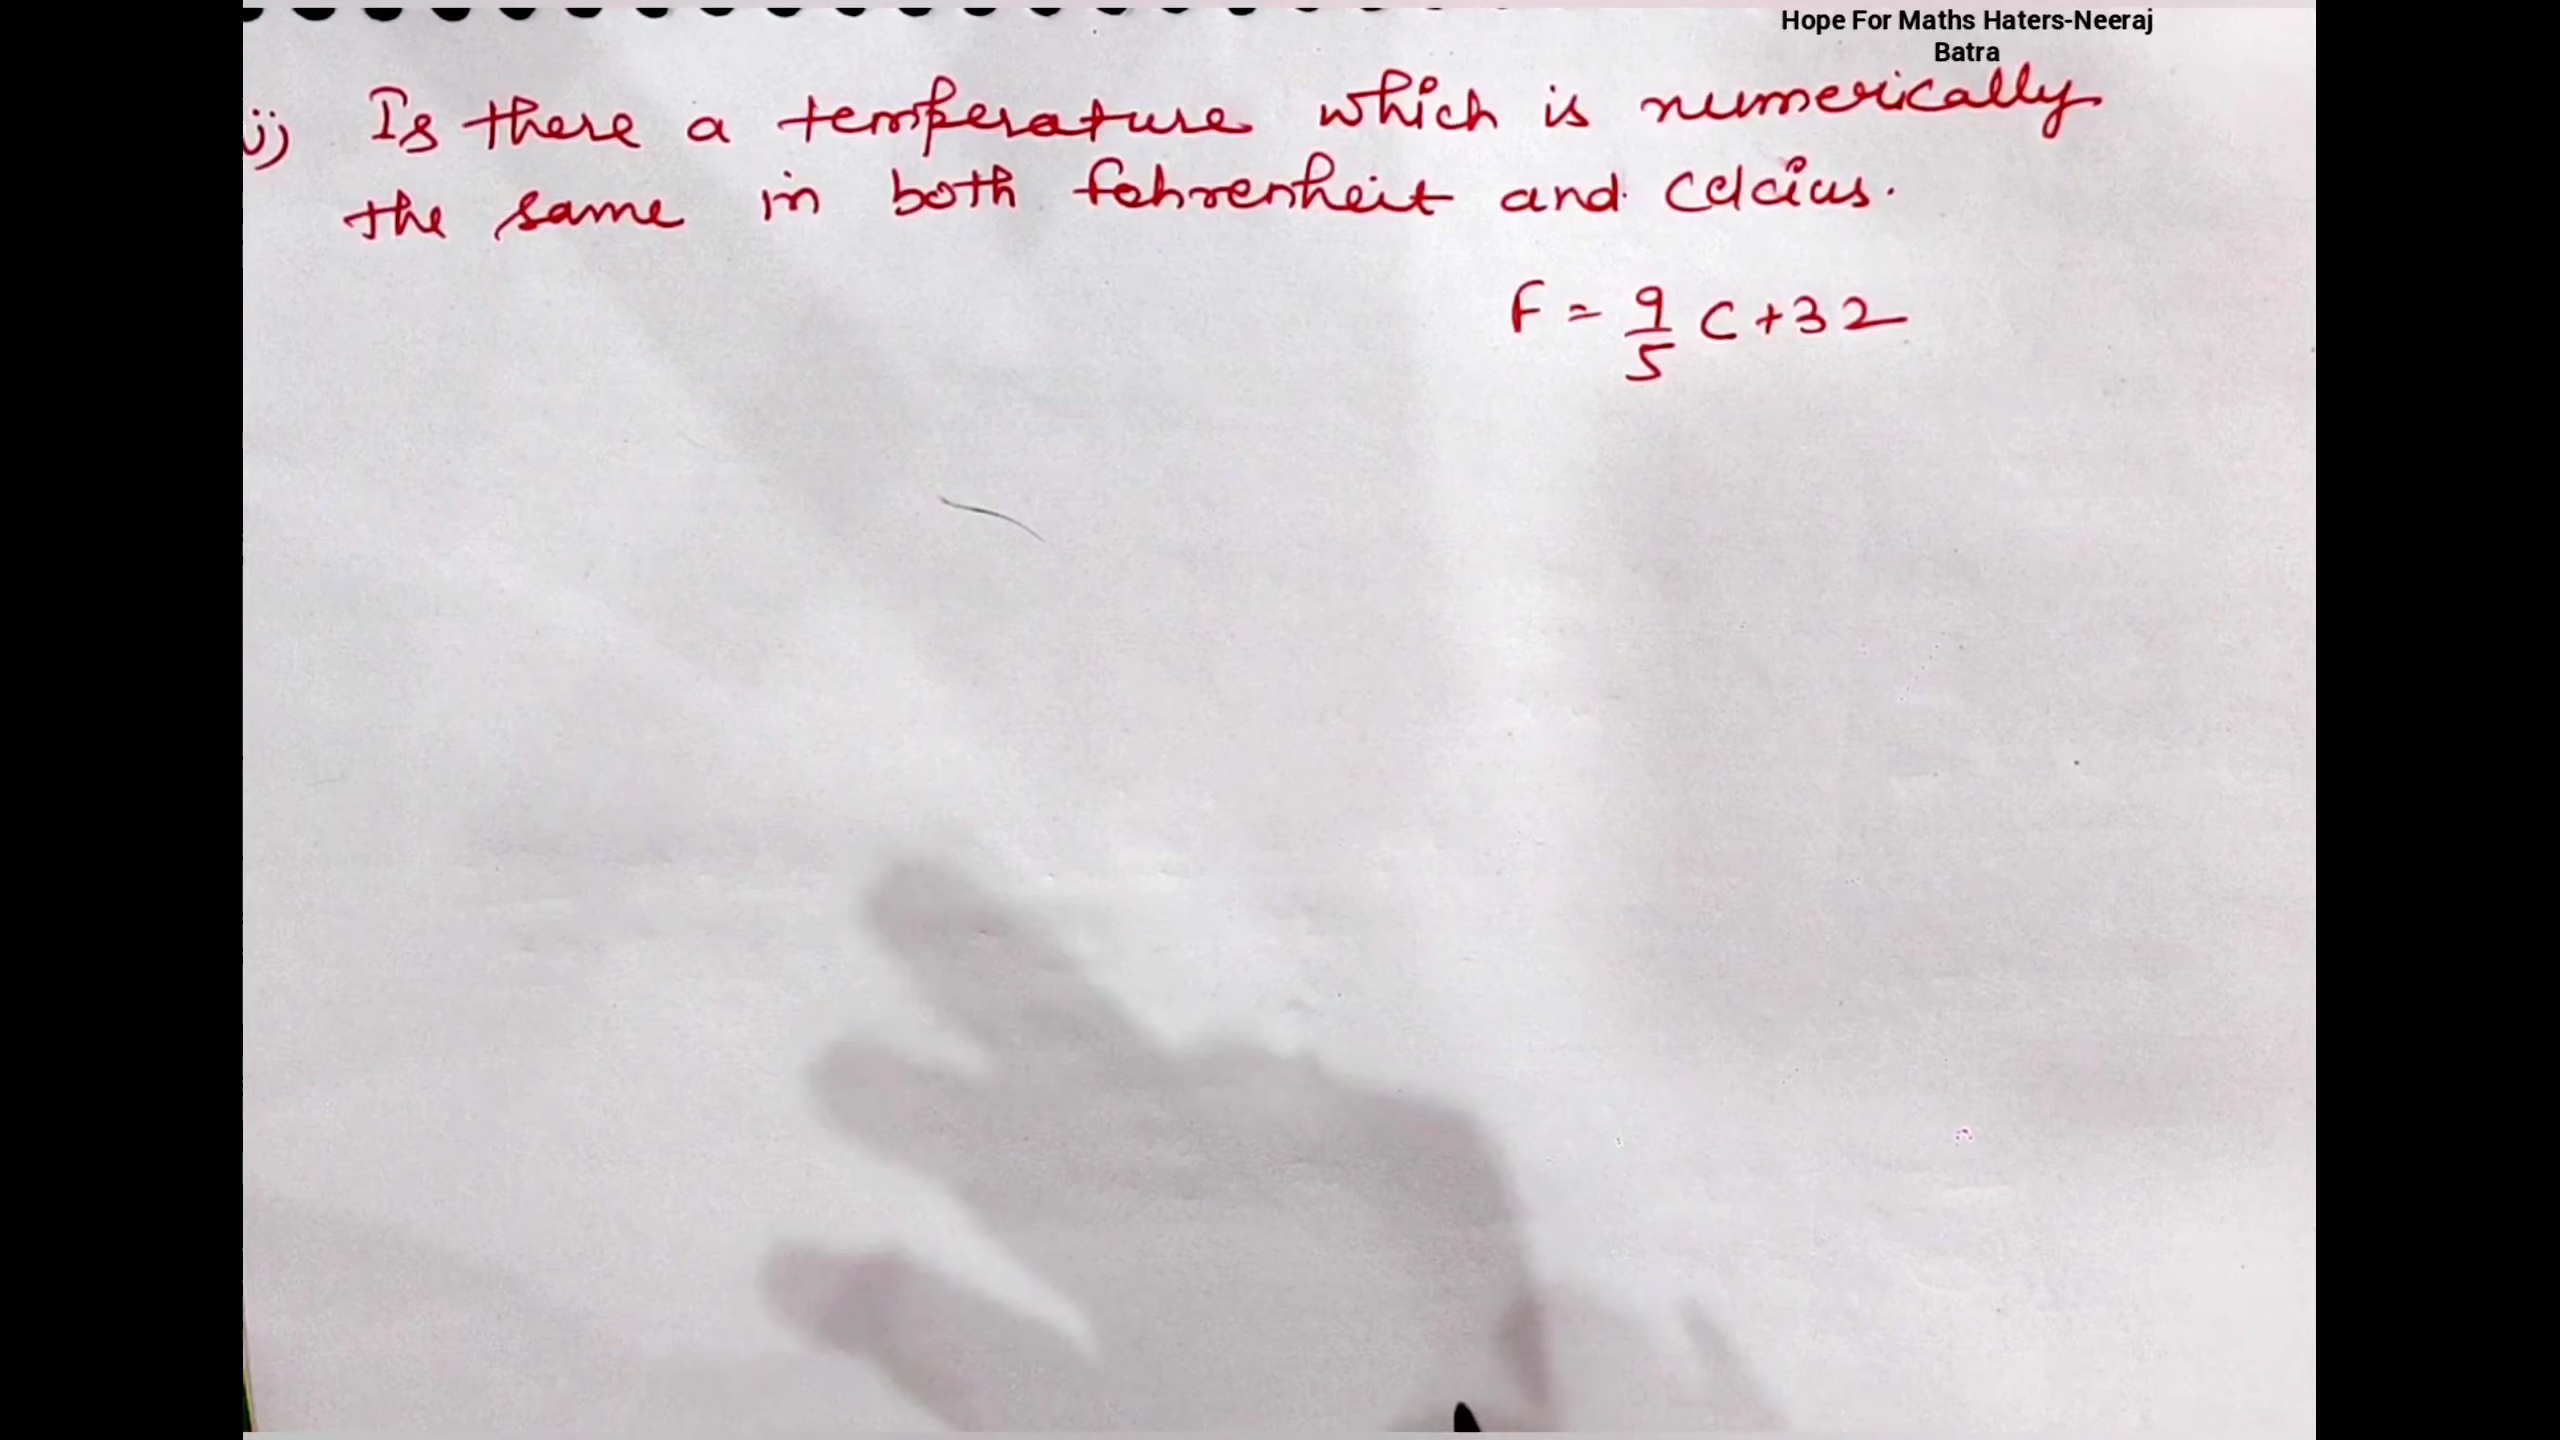 Hope For Maths Haters-Neeraj
Batra
Is there a temperature which is numerically
the same in both fahrenheit and Celcius.
F = 9/5 C + 32